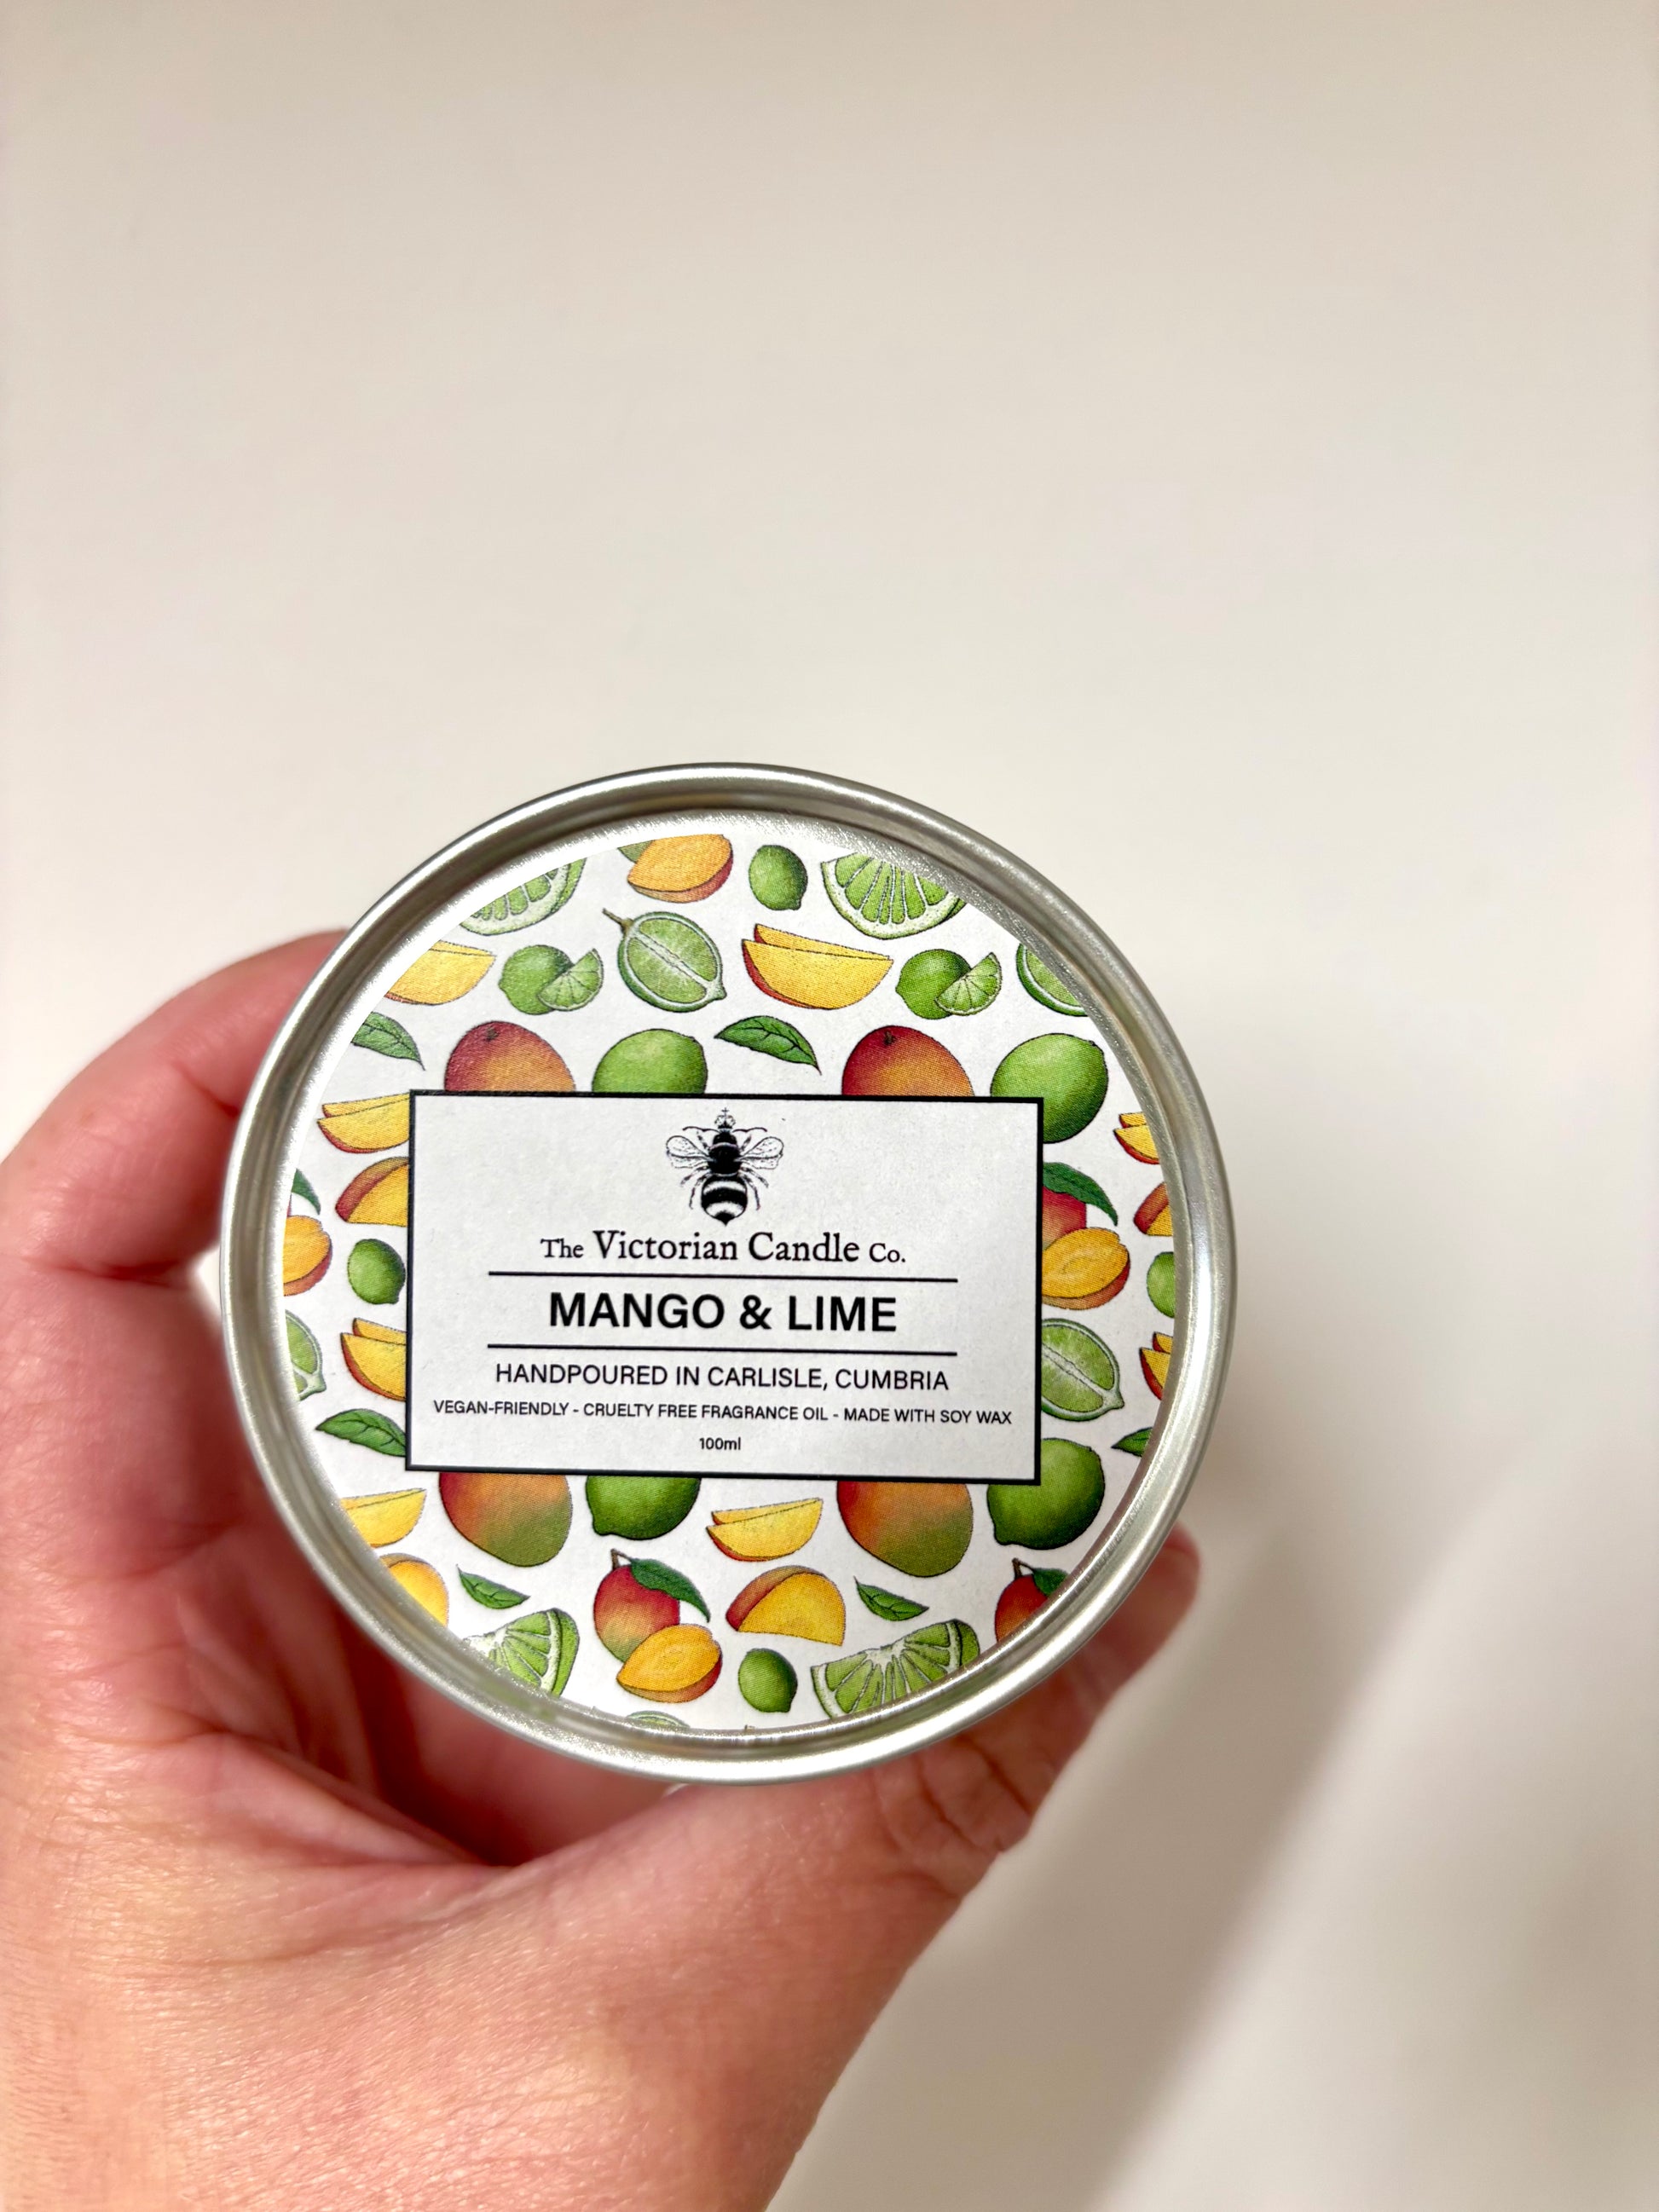 The Victorian Candle Co.
MANGO & LIME
HANDPOURED IN CARLISLE, CUMBRIA
VEGAN-FRIENDLY - CRUELTY FREE FRAGRANCE OIL - MADE WITH SOY WAX
100ml